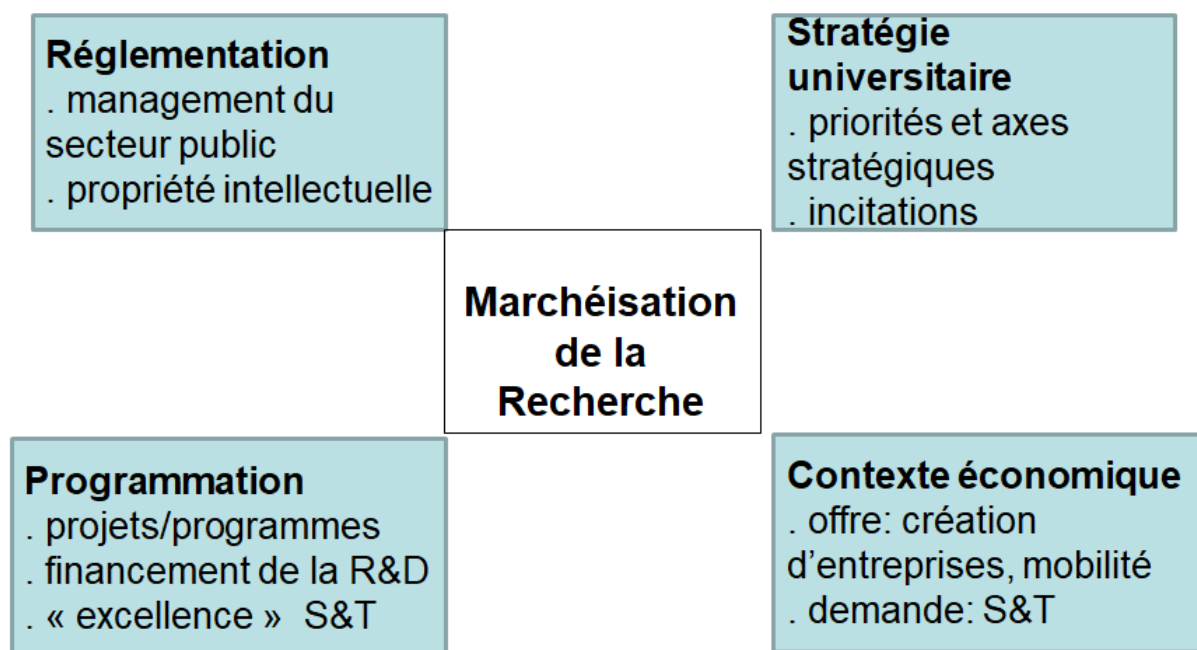 Réglementation
. management du
secteur public
. propriété intellectuelle
Stratégie
universitaire
. priorités et axes
stratégiques
. incitations
Marchéisation
de la
Recherche
Programmation
. projets/programmes
. financement de la R&D
. « excellence »  S&T
Contexte économique
. offre: création
d’entreprises, mobilité
. demande: S&T